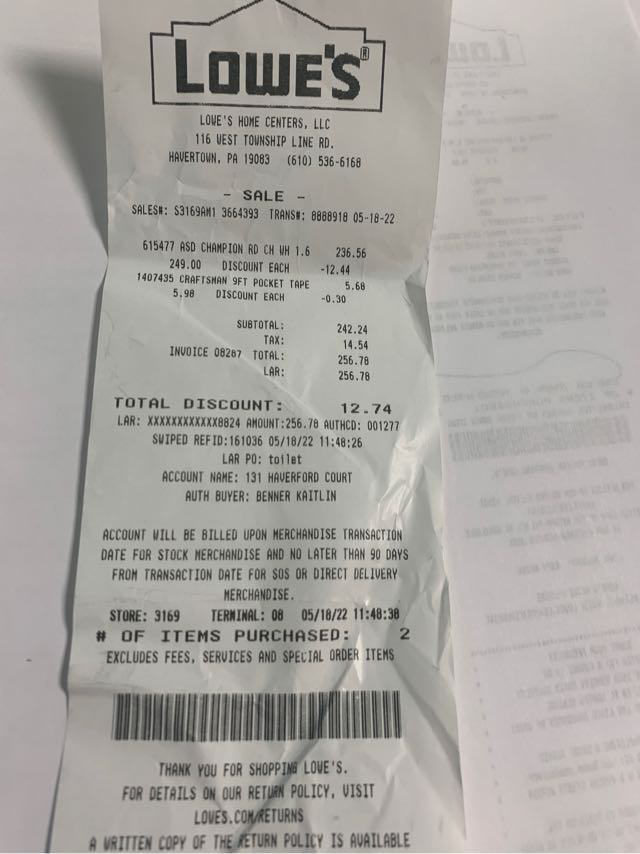 LOWE'S®
LOWE'S HOME CENTERS, LLC
116 WEST TOWNSHIP LINE RD.
HAVERTOWN, PA 19083 (610) 536-6168
- SALE -
SALES#: S3169AM1 3664393 TRANS#: 8888918 05-18-22
615477 ASD CHAMPION RD CH WH 1.6 236.56
249.00 DISCOUNT EACH -12.44
1407435 CRAFTSMAN 9FT POCKET TAPE 5.68
5.98 DISCOUNT EACH -0.30
SUBTOTAL: 242.24
TAX: 14.54
INVOICE 08287 TOTAL: 256.78
LAR: 256.78
TOTAL DISCOUNT: 12.74
LAR: XXXXXXXXXXXX8824 AMOUNT:256.78 AUTHCD: 001277
SWIPED REFID:161036 05/18/22 11:48:26
LAR PO: toilet
ACCOUNT NAME: 131 HAVERFORD COURT
AUTH BUYER: BENNER KAITLIN
ACCOUNT WILL BE BILLED UPON MERCHANDISE TRANSACTION
DATE FOR STOCK MERCHANDISE AND NO LATER THAN 90 DAYS
FROM TRANSACTION DATE FOR SOS OR DIRECT DELIVERY
MERCHANDISE.
STORE: 3169 TERMINAL: 08 05/18/22 11:48:38
# OF ITEMS PURCHASED: 2
EXCLUDES FEES, SERVICES AND SPECIAL ORDER ITEMS
THANK YOU FOR SHOPPING LOWE'S.
FOR DETAILS ON OUR RETURN POLICY, VISIT
LOWES.COM/RETURNS
A WRITTEN COPY OF THE RETURN POLICY IS AVAILABLE